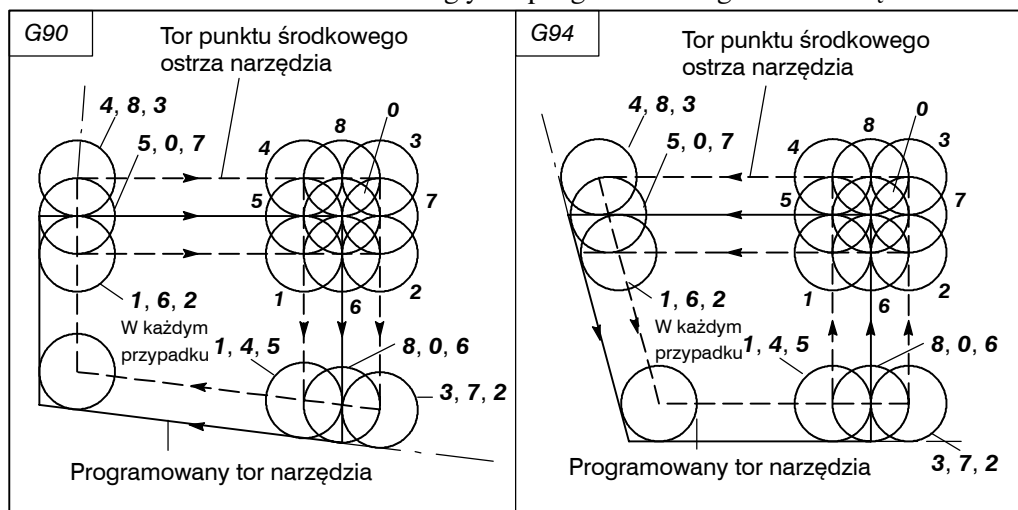 G90
Tor punktu środkowego
ostrza narzędzia
4, 8, 3
5, 0, 7
4
8
0
3
5
7
1
6
2
1, 6, 2
W każdym
przypadku
1, 4, 5
8, 0, 6
3, 7, 2
Programowany tor narzędzia
G94
Tor punktu środkowego
ostrza narzędzia
4, 8, 3
5, 0, 7
4
8
0
3
5
7
1
6
2
1, 6, 2
W każdym
przypadku
1, 4, 5
8, 0, 6
3, 7, 2
Programowany tor narzędzia